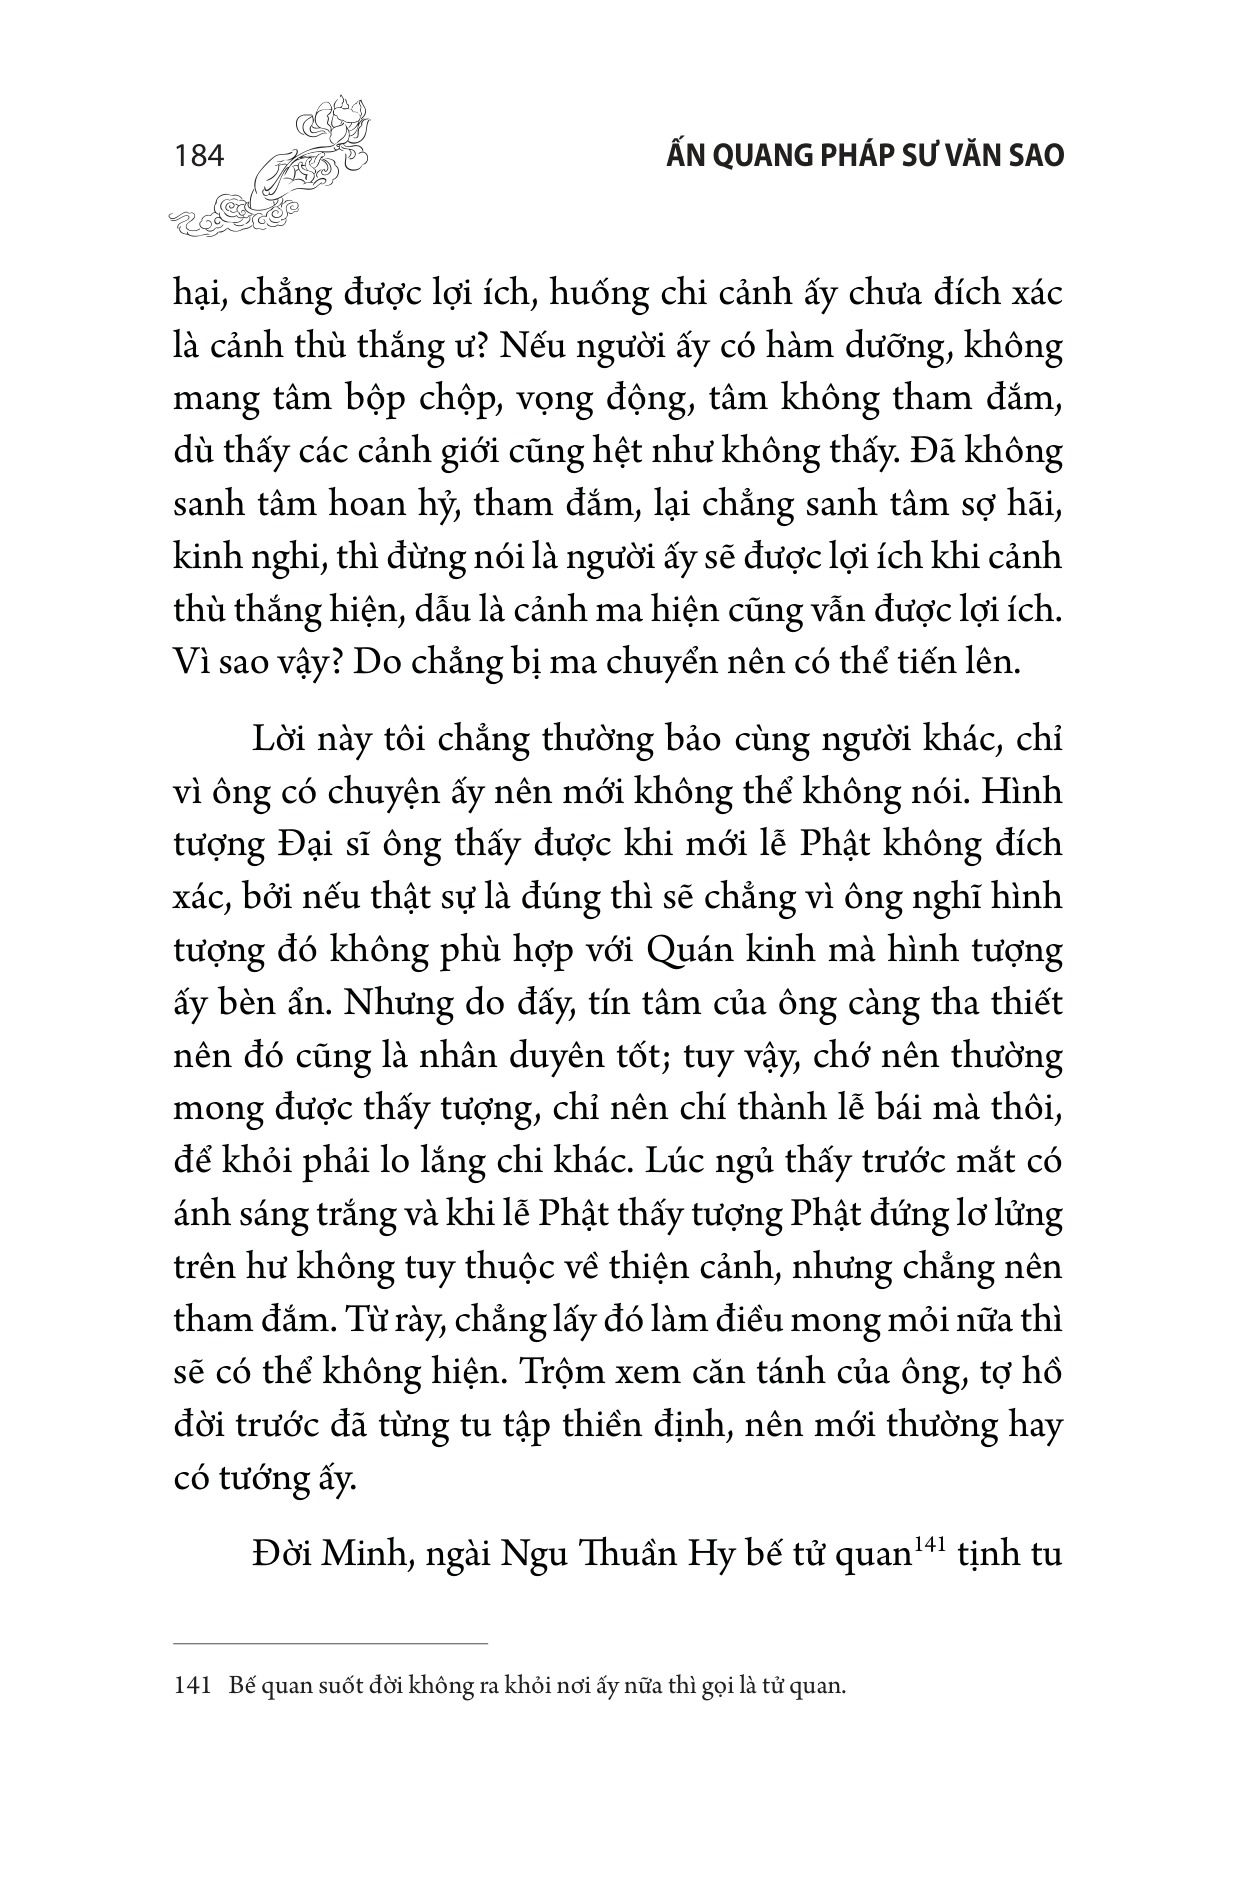 184
ẤN QUANG PHÁP SƯ VĂN SAO
hại, chẳng được lợi ích, huống chi cảnh ấy chưa đích xác
là cảnh thù thắng ư? Nếu người ấy có hàm dưỡng, không
mang tâm bộp chộp, vọng động, tâm không tham đắm,
dù thấy các cảnh giới cũng hệt như không thấy. Đã không
sanh tâm hoan hỷ, tham đắm, lại chẳng sanh tâm sợ hãi,
kinh nghi, thì đừng nói là người ấy sẽ được lợi ích khi cảnh
thù thắng hiện, dẫu là cảnh ma hiện cũng vẫn được lợi ích.
Vì sao vậy? Do chẳng bị ma chuyển nên có thể tiến lên.
Lời này tôi chẳng thường bảo cùng người khác, chỉ
vì ông có chuyện ấy nên mới không thể không nói. Hình
tượng Đại sĩ ông thấy được khi mới lễ Phật không đích
xác, bởi nếu thật sự là đúng thì sẽ chẳng vì ông nghĩ hình
tượng đó không phù hợp với Quán kinh mà hình tượng
ấy bèn ẩn. Nhưng do đấy, tín tâm của ông càng tha thiết
nên đó cũng là nhân duyên tốt; tuy vậy, chớ nên thường
mong được thấy tượng, chỉ nên chí thành lễ bái mà thôi,
để khỏi phải lo lắng chi khác. Lúc ngủ thấy trước mắt có
ánh sáng trắng và khi lễ Phật thấy tượng Phật đứng lơ lửng
trên hư không tuy thuộc về thiện cảnh, nhưng chẳng nên
tham đắm. Từ rày, chẳng lấy đó làm điều mong mỏi nữa thì
sẽ có thể không hiện. Trộm xem căn tánh của ông, tợ hồ
đời trước đã từng tu tập thiền định, nên mới thường hay
có tướng ấy.
Đời Minh, ngài Ngu Thuần Hy bế tử quan141 tịnh tu
141 Bế quan suốt đời không ra khỏi nơi ấy nữa thì gọi là tử quan.